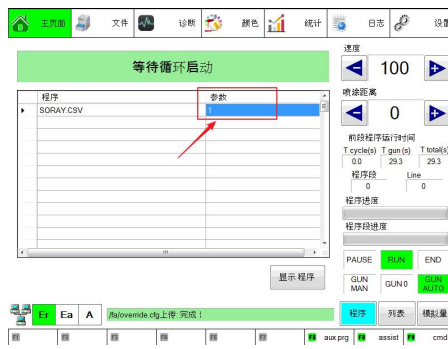 主页面 文件 诊断 颜色 统计 日志 设置
等待循环启动
速度
100
喷涂距离
0
程序 参数
SORAY.CSV 1
前段程序运行时间
T cycle(s) T gun (s) T total(s)
0.0 29.3 29.3
程序段 Line
0 0
程序进度
程序段进度
PAUSE RUN END
GUN MAN GUN 0 GUN AUTO
显示程序
程序 列表 模拟量
Er Ea A /fa/override.cfg上传:完成！
aux prg assist cmd